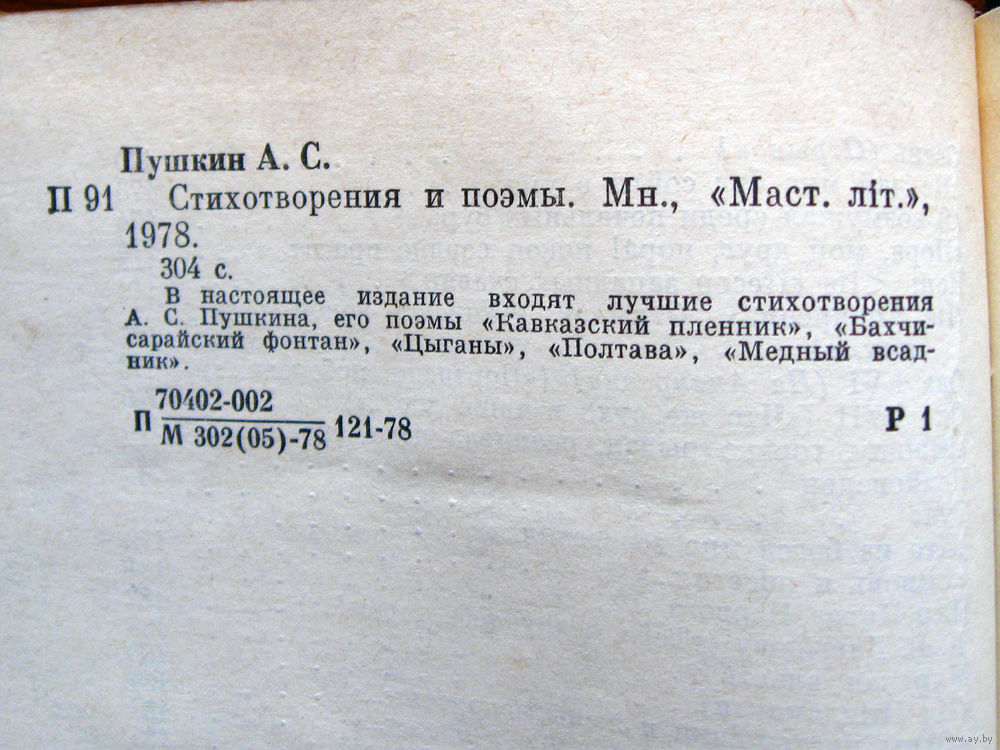 Пушкин А. С.
П 91 Стихотворения и поэмы. Мн., «Маст. літ.»,
1978.
304 с.
В настоящее издание входят лучшие стихотворения
А. С. Пушкина, его поэмы «Кавказский пленник», «Бахчи-
сарайский фонтан», «Цыганы», «Полтава», «Медный всад-
ник».
70402-002
П М 302(05)-78 121-78 Р 1
www.ay.by